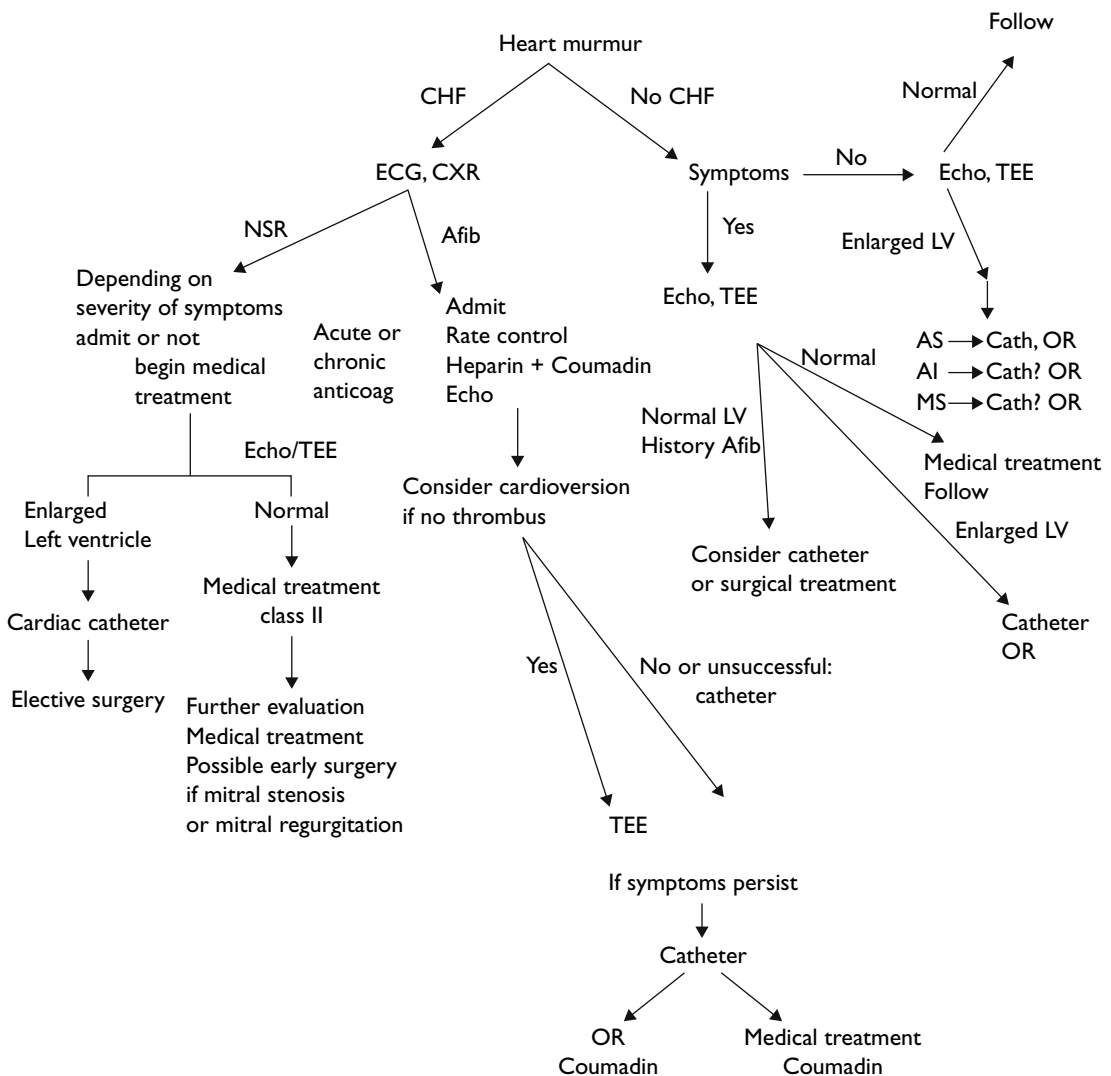 Heart murmur
CHF
No CHF
ECG, CXR
NSR
Afib
Depending on
severity of symptoms
admit or not
begin medical
treatment
Acute or
chronic
anticoag
Admit
Rate control
Heparin + Coumadin
Echo
Echo/TEE
Enlarged
Left ventricle
Cardiac catheter
Elective surgery
Normal
Medical treatment
class II
Further evaluation
Medical treatment
Possible early surgery
if mitral stenosis
or mitral regurgitation
Consider cardioversion
if no thrombus
Yes
No or unsuccessful:
catheter
TEE
If symptoms persist
Catheter
OR
Coumadin
Medical treatment
Coumadin
Symptoms
No
Yes
Echo, TEE
Normal LV
History Afib
Consider catheter
or surgical treatment
Normal
Medical treatment
Follow
Enlarged LV
Catheter
OR
Echo, TEE
Normal
Follow
Enlarged LV
AS Cath, OR
AI Cath? OR
MS Cath? OR